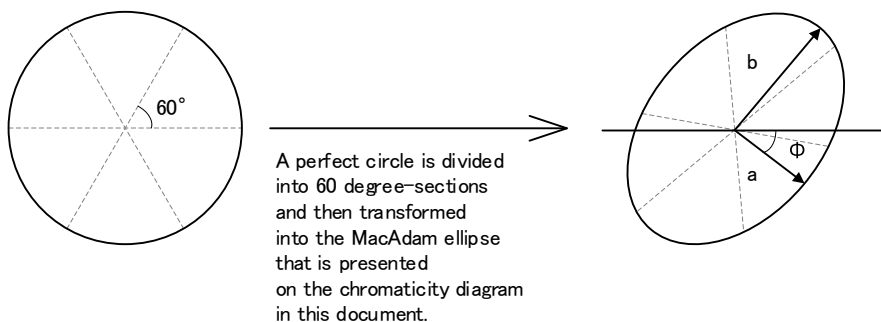 60°
A perfect circle is divided
into 60 degree-sections
and then transformed
into the MacAdam ellipse
that is presented
on the chromaticity diagram
in this document.
b
Φ
a